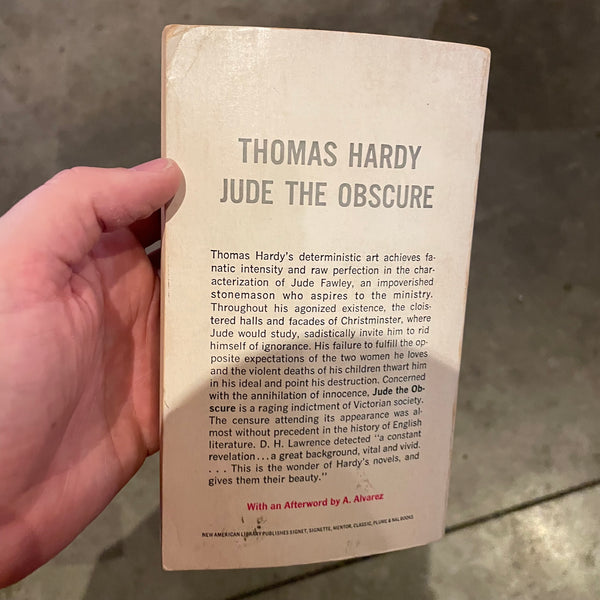 THOMAS HARDY
JUDE THE OBSCURE
Thomas Hardy's deterministic art achieves fa-
natic intensity and raw perfection in the char-
acterization of Jude Fawley, an impoverished
stonemason who aspires to the ministry.
Throughout his agonized existence, the clois-
tered halls and facades of Christminster, where
Jude would study, sadistically invite him to rid
himself of ignorance. His failure to fulfill the op-
posite expectations of the two women he loves
and the violent deaths of his children thwart him
in his ideal and point his destruction. Concerned
with the annihilation of innocence, Jude the Ob-
scure is a raging indictment of Victorian society.
The censure attending its appearance was al-
most without precedent in the history of English
literature. D. H. Lawrence detected "a constant
revelation...a great background, vital and vivid.
. . . This is the wonder of Hardy's novels, and
gives them their beauty."
With an Afterword by A. Alvarez
NEW AMERICAN LIBRARY PUBLISHES SIGNET, SIGNETTE, MENTOR, CLASSIC, PLUME & NAL BOOKS